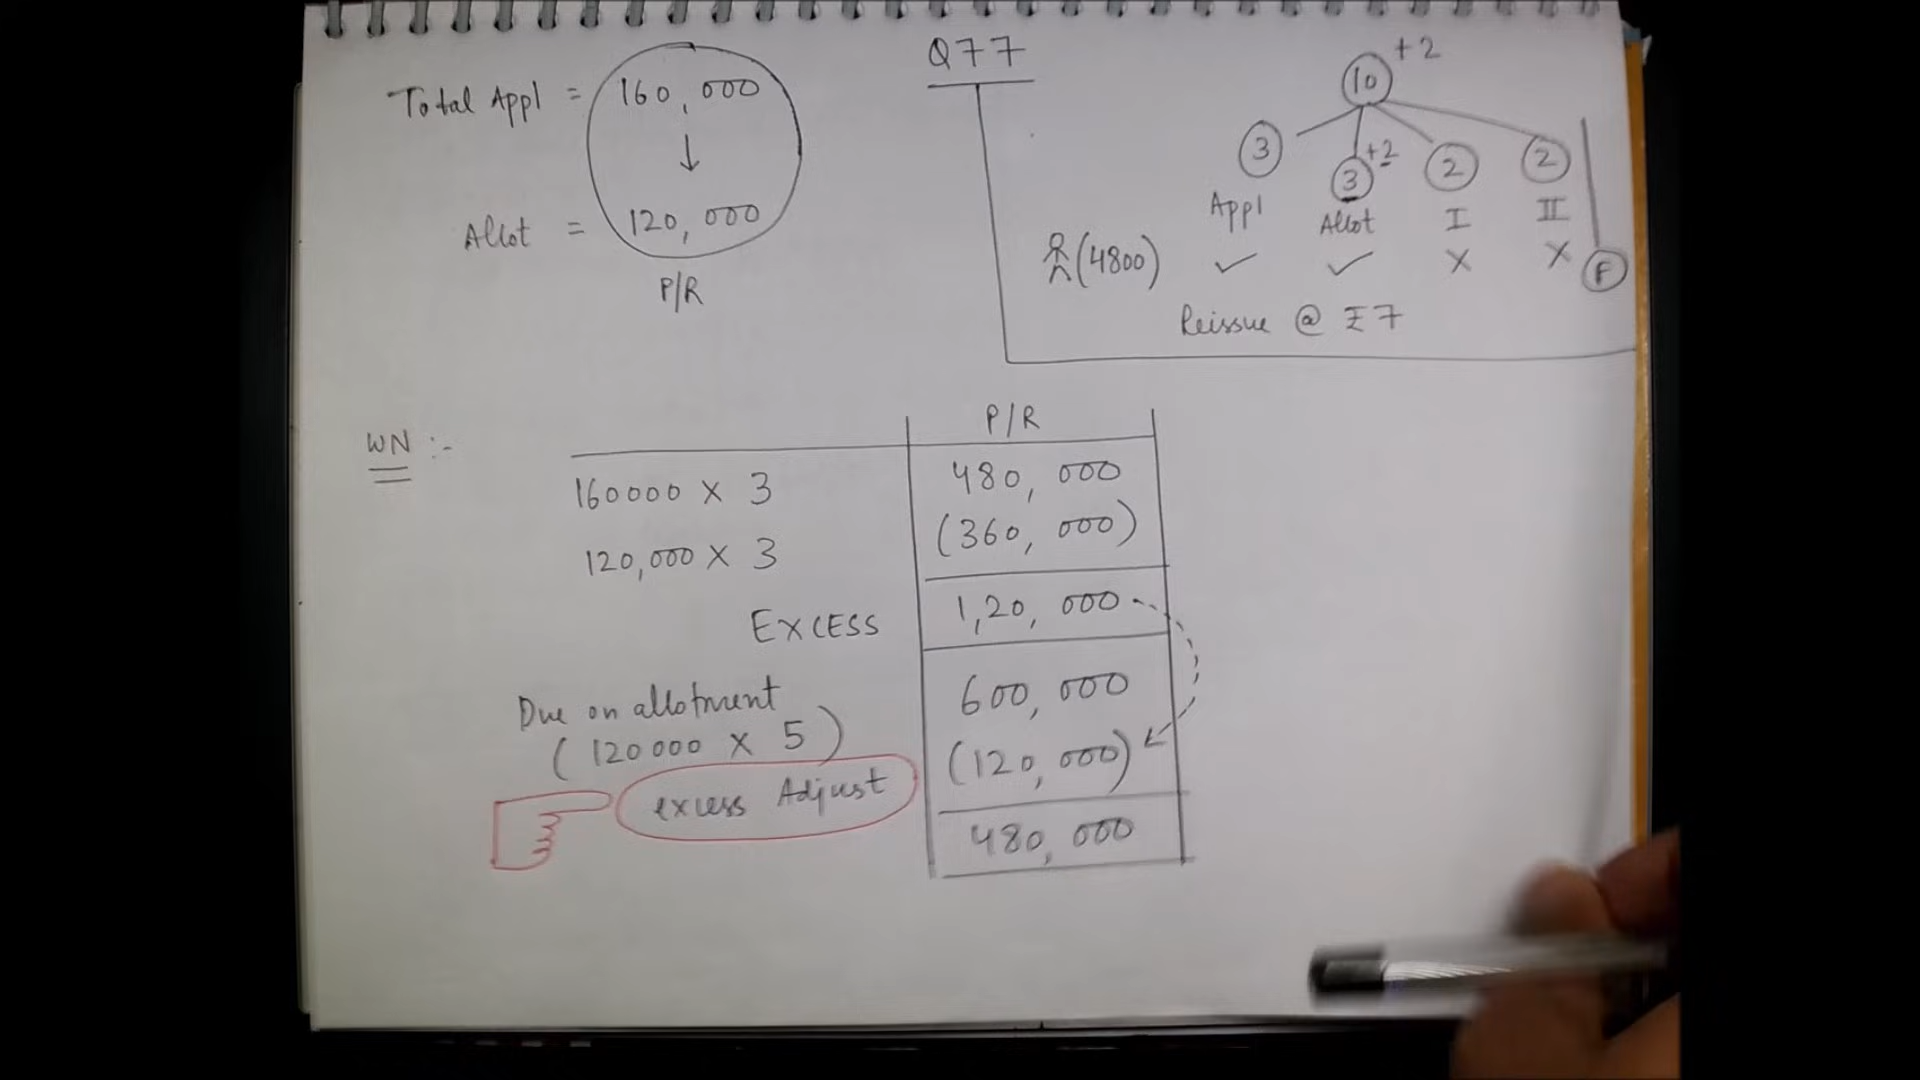 Q77
Total Appl = 160,000
↓
Allot = 120,000
P/R
10 +2
3 3 +2 2 2
Appl Allot I II
(4800) ✓ ✓ X X F
Reissue @ ₹7
WN :-
P/R
160000 X 3 480,000
120,000 X 3 (360,000)
EXCESS 1,20,000
Due on allotment 600,000
(120000 X 5)
excess Adjust (120,000)
480,000